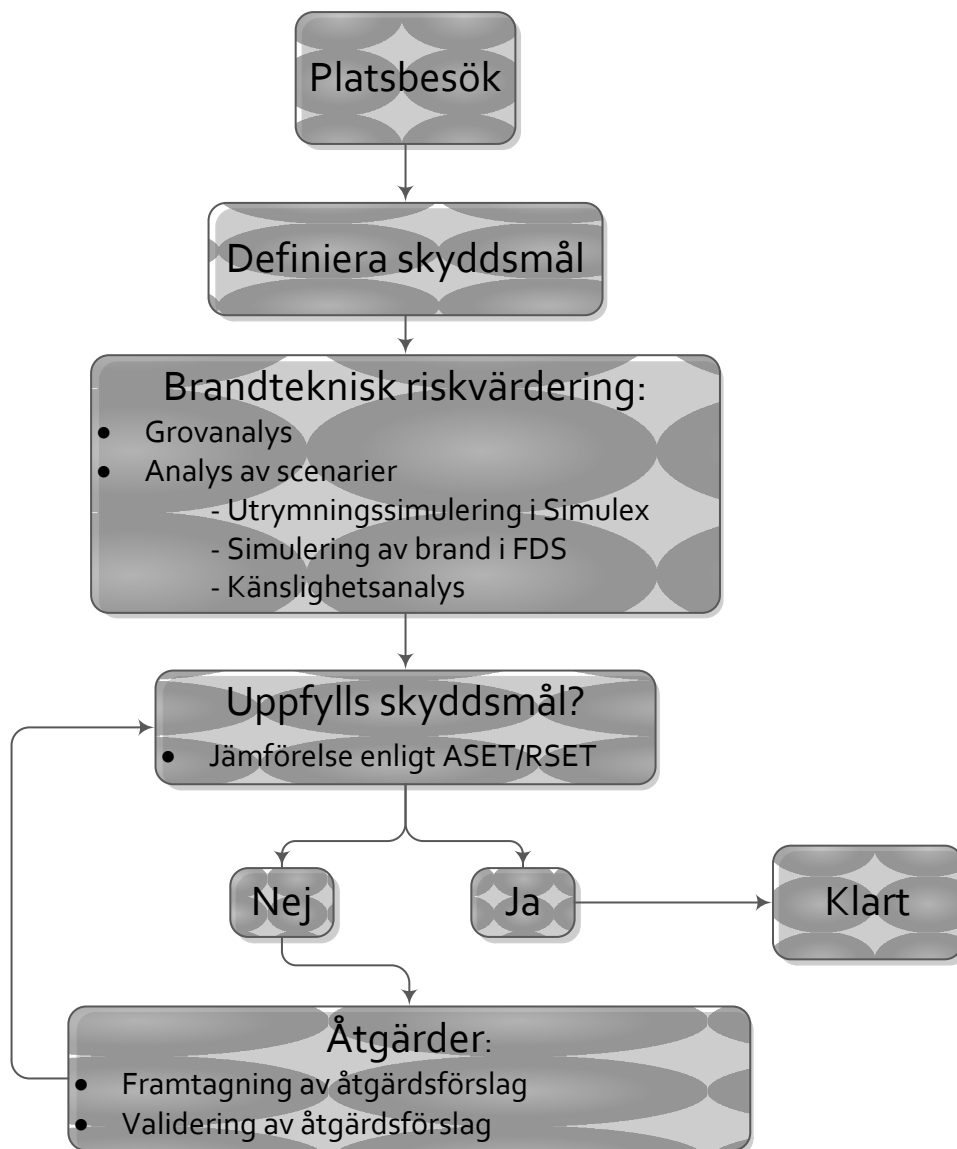 Platsbesök
Definiera skyddsmål
Brandteknisk riskvärdering:
• Grovanalys
• Analys av scenarier
- Utrymningssimulering i Simulex
- Simulering av brand i FDS
- Känslighetsanalys
Uppfylls skyddsmål?
• Jämförelse enligt ASET/RSET
Nej
Ja
Klart
Åtgärder:
• Framtagning av åtgärdsförslag
• Validering av åtgärdsförslag